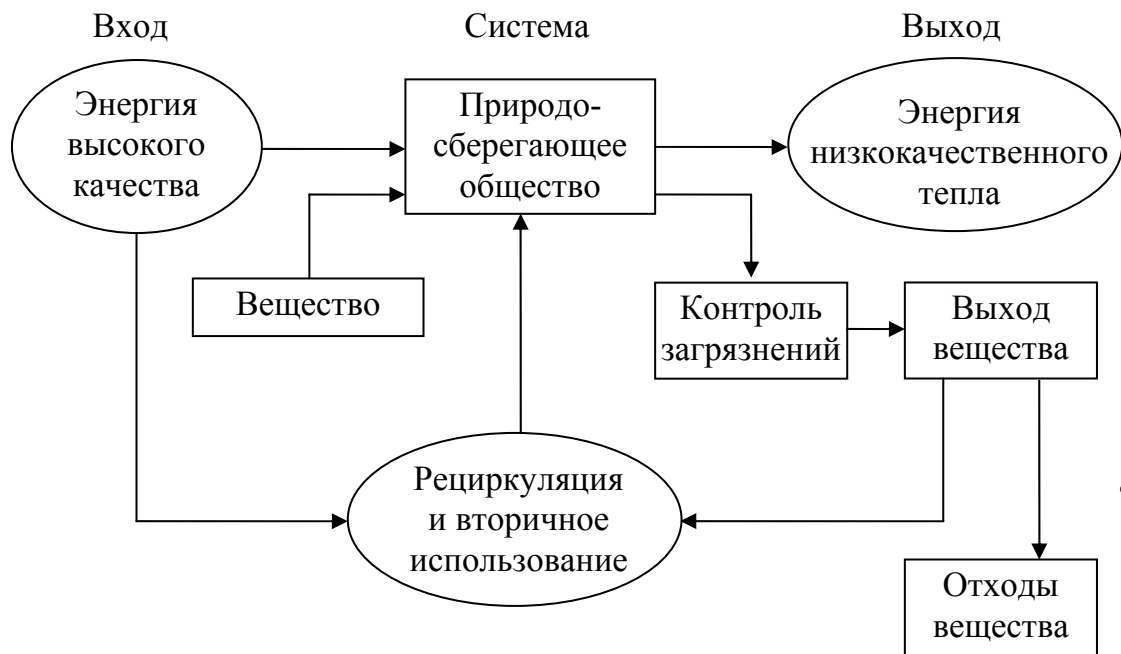 Вход
Система
Выход
Энергия
высокого
качества
Природо-
сберегающее
общество
Энергия
низкокачественного
тепла
Вещество
Контроль
загрязнений
Выход
вещества
Рециркуляция
и вторичное
использование
Отходы
вещества